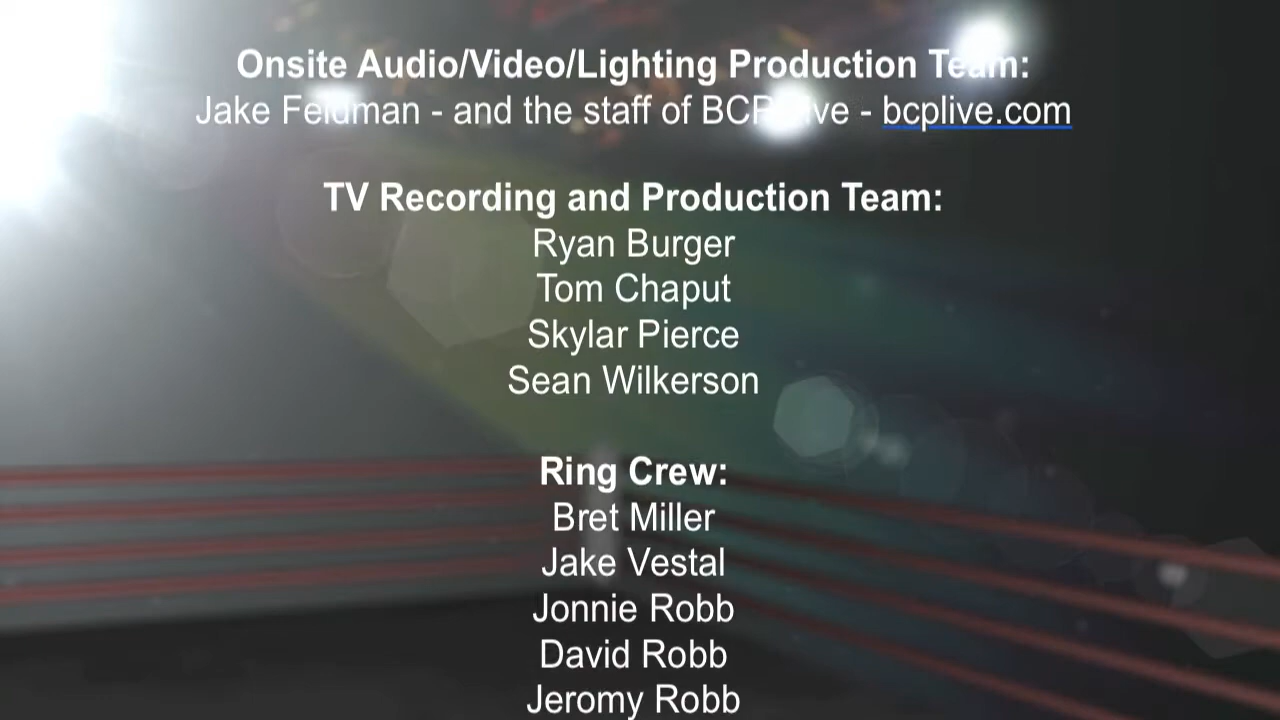 Onsite Audio/Video/Lighting Production Team:
Jake Feldman - and the staff of BCPLive - bcplive.com
TV Recording and Production Team:
Ryan Burger
Tom Chaput
Skylar Pierce
Sean Wilkerson
Ring Crew:
Bret Miller
Jake Vestal
Jonnie Robb
David Robb
Jeromy Robb